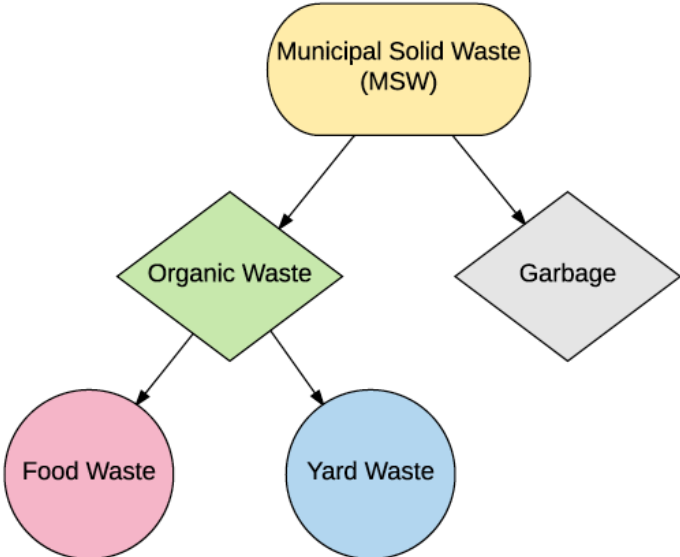 Municipal Solid Waste
(MSW)
Organic Waste
Garbage
Food Waste
Yard Waste